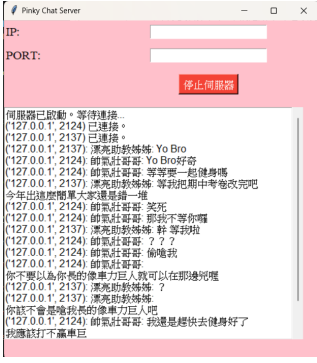 Pinky Chat Server
IP:
PORT:
停止伺服器
伺服器已啟動。等待連接...
('127.0.0.1', 2124) 已連接。
('127.0.0.1', 2137) 已連接。
('127.0.0.1', 2137): 漂亮助教姊姊: Yo Bro
('127.0.0.1', 2124): 帥氣壯哥哥: Yo Bro好奇
('127.0.0.1', 2124): 帥氣壯哥哥: 等等要一起健身嗎
('127.0.0.1', 2137): 漂亮助教姊姊: 等我把期中考卷改完吧
今年出這麼簡單大家還是錯一堆
('127.0.0.1', 2124): 帥氣壯哥哥: 笑死
('127.0.0.1', 2124): 帥氣壯哥哥: 那我不等你囉
('127.0.0.1', 2137): 漂亮助教姊姊: 幹 等我啦
('127.0.0.1', 2124): 帥氣壯哥哥: ？？？
('127.0.0.1', 2124): 帥氣壯哥哥: 偷嗆我
('127.0.0.1', 2124): 帥氣壯哥哥:
你不要以為你長的像車力巨人就可以在那邊兇喔
('127.0.0.1', 2137): 漂亮助教姊姊: ？
('127.0.0.1', 2137): 漂亮助教姊姊:
你該不會是嗆我長的像車力巨人吧
('127.0.0.1', 2124): 帥氣壯哥哥: 我還是趕快去健身好了
我應該打不贏車巨